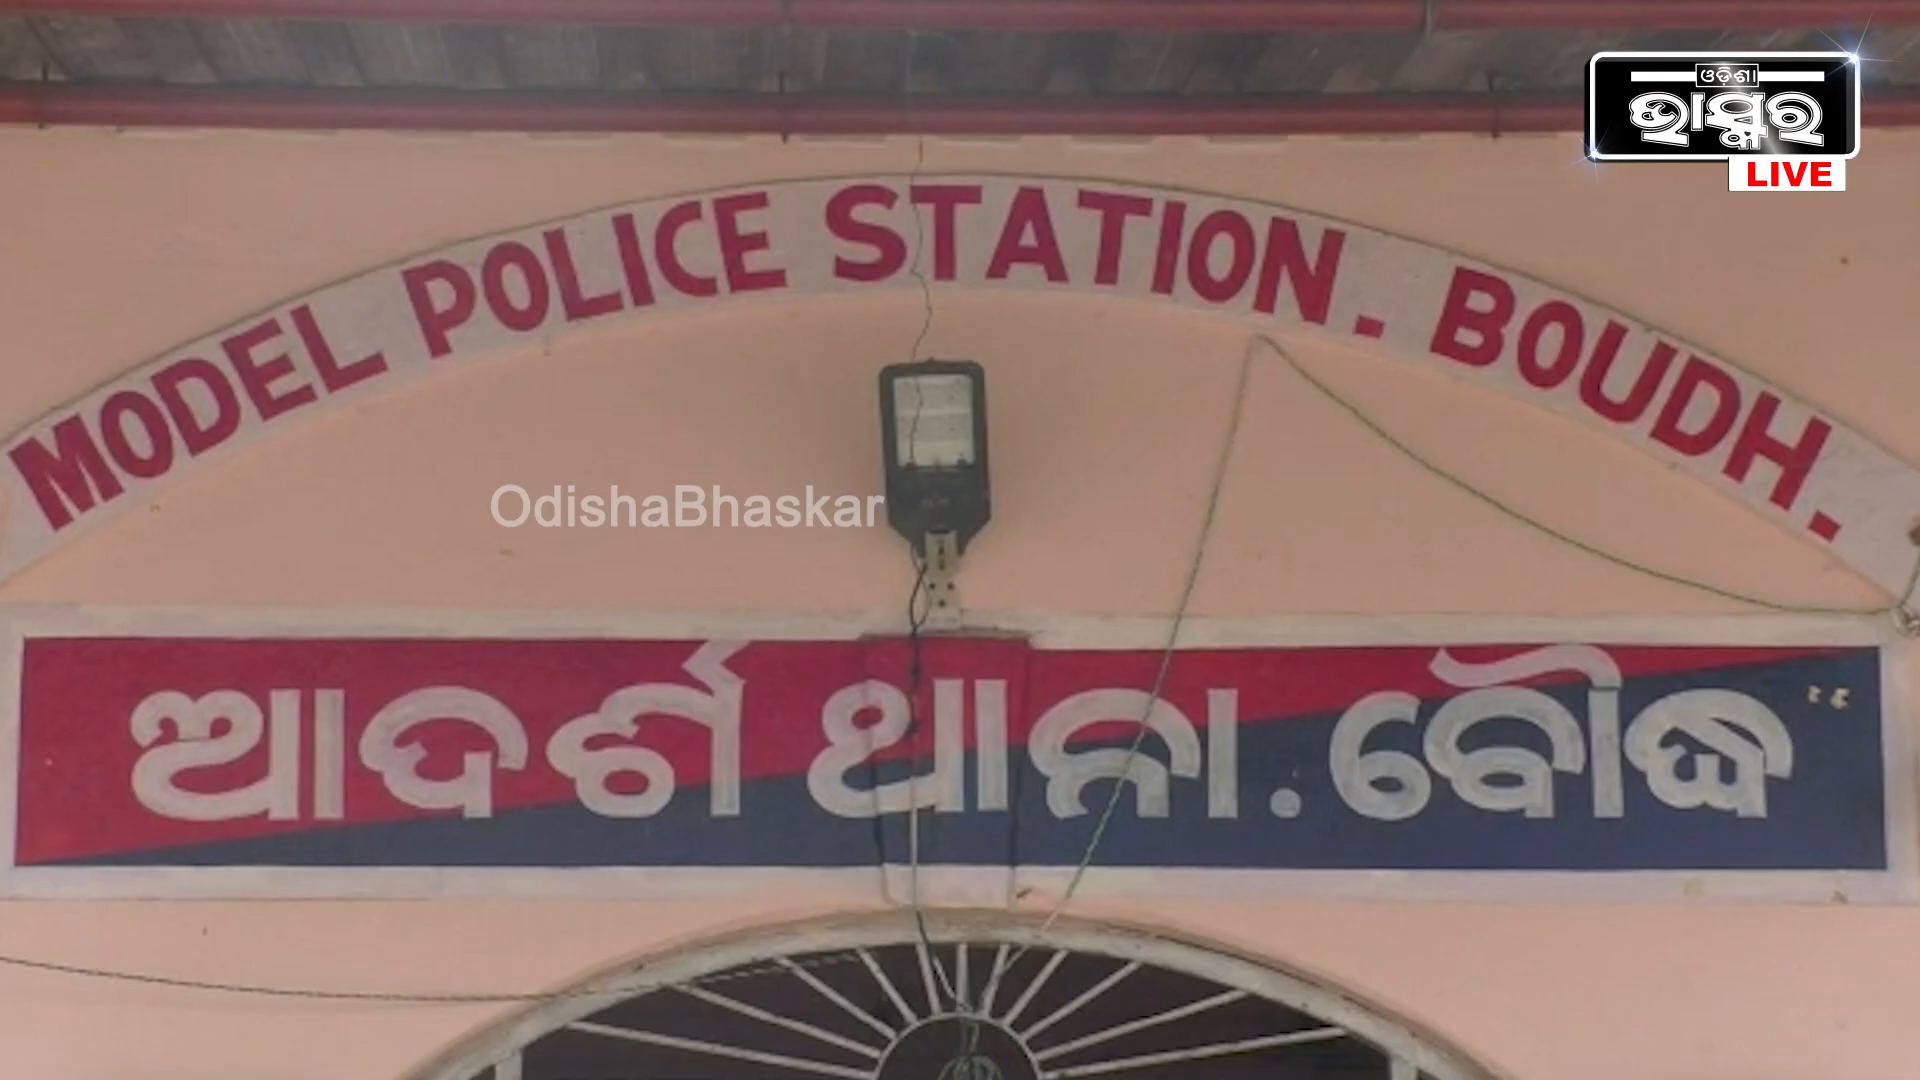 ଓଡ଼ିଶା
ଭାସ୍କର
LIVE
MODEL POLICE STATION. BOUDH.
OdishaBhaskar
ଆଦର୍ଶ ଥାନା. ବୌଦ୍ଧ